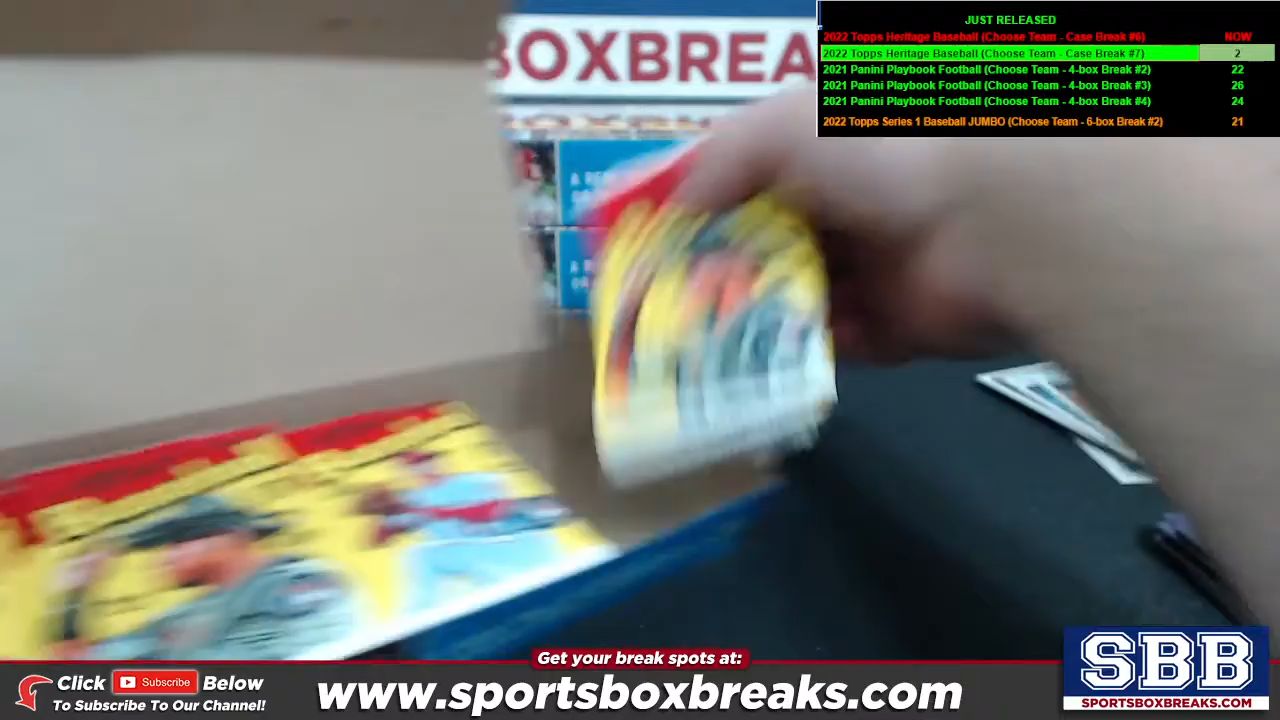 JUST RELEASED
2022 Topps Heritage Baseball (Choose Team - Case Break #6) NOW
2022 Topps Heritage Baseball (Choose Team - Case Break #7) 2
2021 Panini Playbook Football (Choose Team - 4-box Break #2) 22
2021 Panini Playbook Football (Choose Team - 4-box Break #3) 26
2021 Panini Playbook Football (Choose Team - 4-box Break #4) 24
2022 Topps Series 1 Baseball JUMBO (Choose Team - 6-box Break #2) 21
OXBREA
Get your break spots at:
Click Subscribe Below
To Subscribe To Our Channel!
www.sportsboxbreaks.com
SBB
SPORTSBOXBREAKS.COM